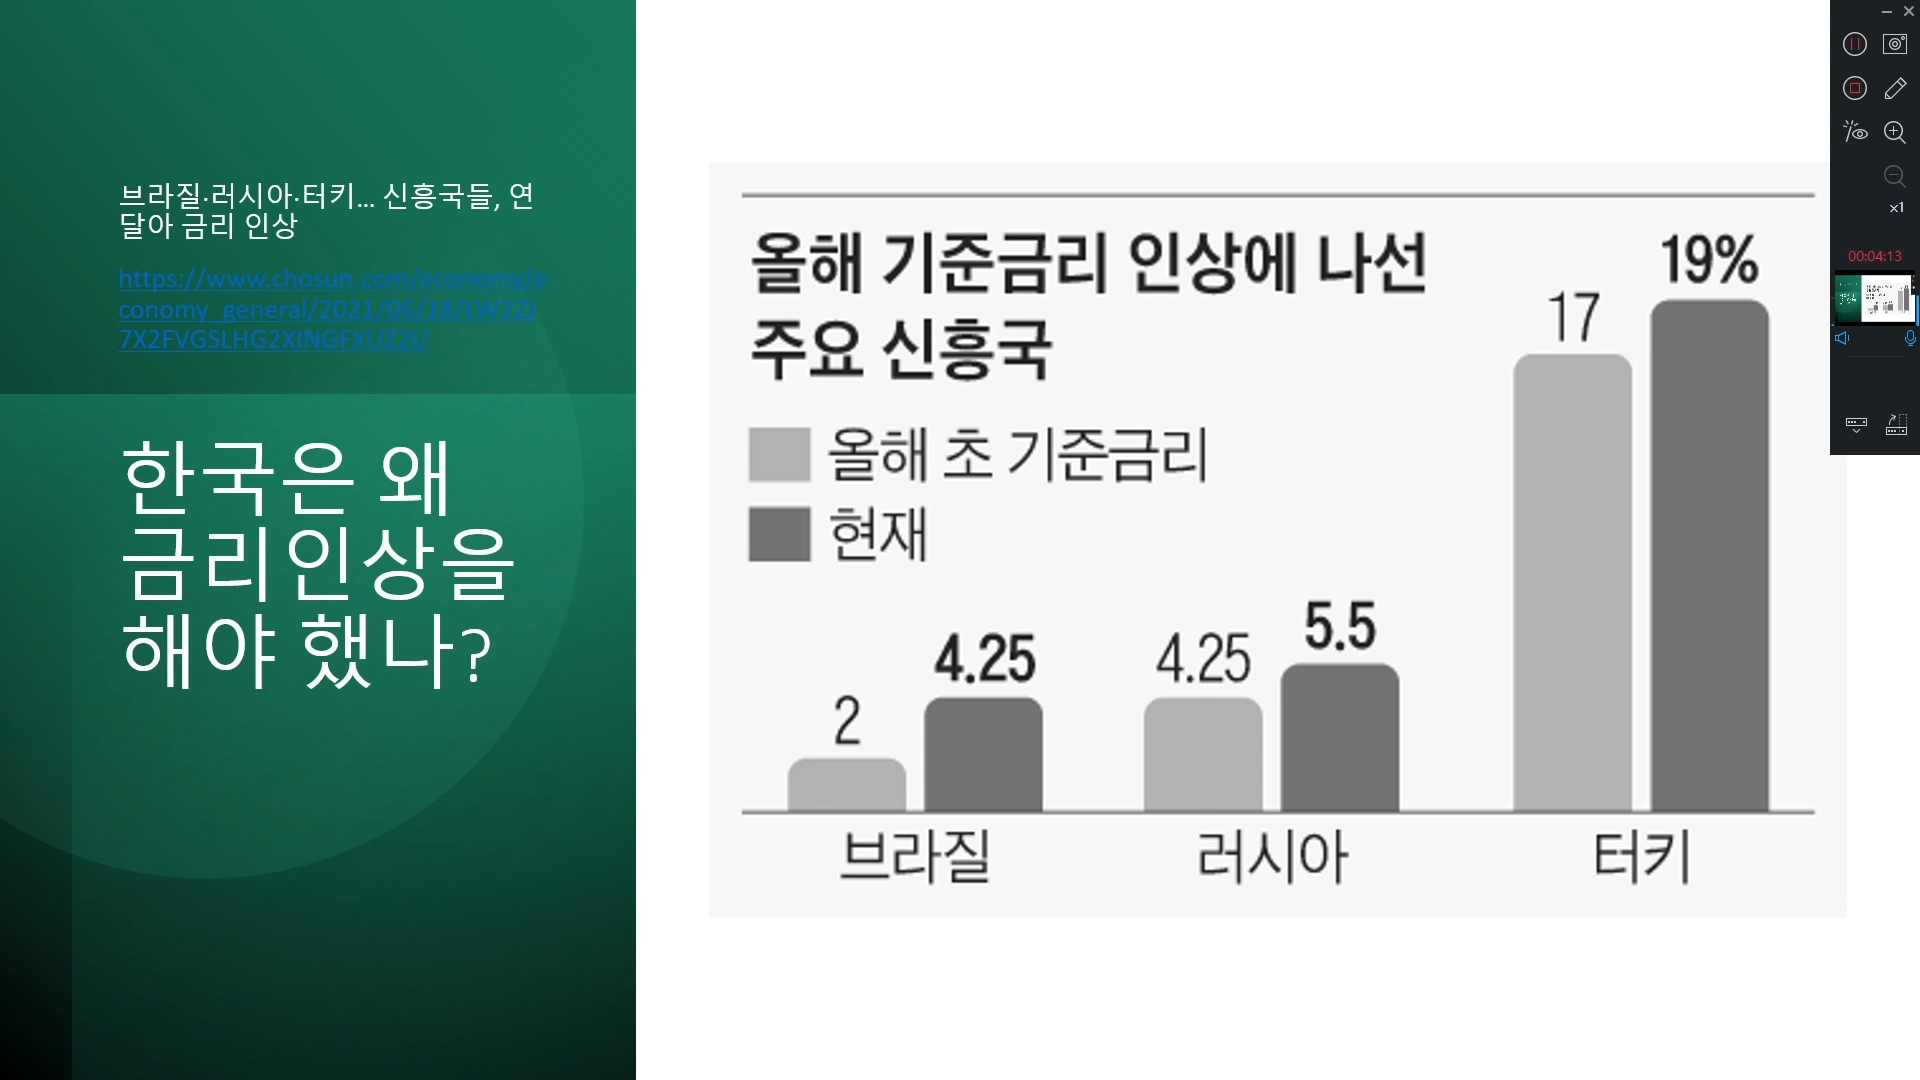 브라질·러시아·터키... 신흥국들, 연
달아 금리 인상
https://www.chosun.com/economy/e
conomy_general/2021/06/18/LW2ZJ
7X2FVGSLHG2XINGFXUZ2I/
한국은 왜
금리인상을
해야 했나?
올해 기준금리 인상에 나선
주요 신흥국
올해 초 기준금리
현재
2
4.25
4.25
5.5
17
19%
브라질
러시아
터키
x1
00:04:13